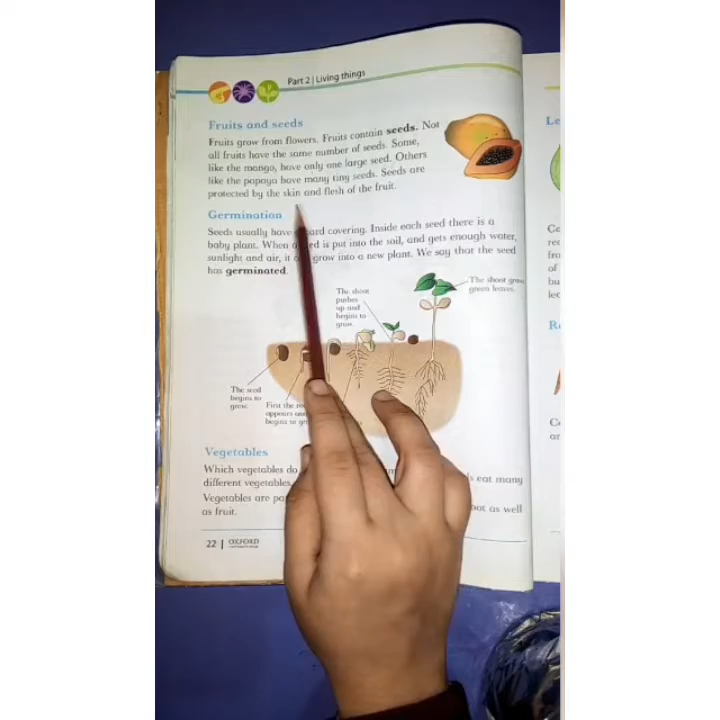 Part 2 | Living things
Fruits and seeds
Fruits grow from flowers. Fruits contain seeds. Not
all fruits have the same number of seeds. Some,
like the mango, have only one large seed. Others
like the papaya have many tiny seeds. Seeds are
protected by the skin and flesh of the fruit.
Germination
Seeds usually have hard covering. Inside each seed there is a
baby plant. When a is put into the soil, and gets enough water,
sunlight and air, it grow into a new plant. We say that the seed
has germinated.
The shoot
pushes
up and
begins to
grow.
The shoot
green leaves.
The seed
begins to
grow.
First the
appears
begins to
Vegetables
Which vegetables do
different vegetables. eat many
Vegetables are
as fruit. as well
22 | OXFORD
Le